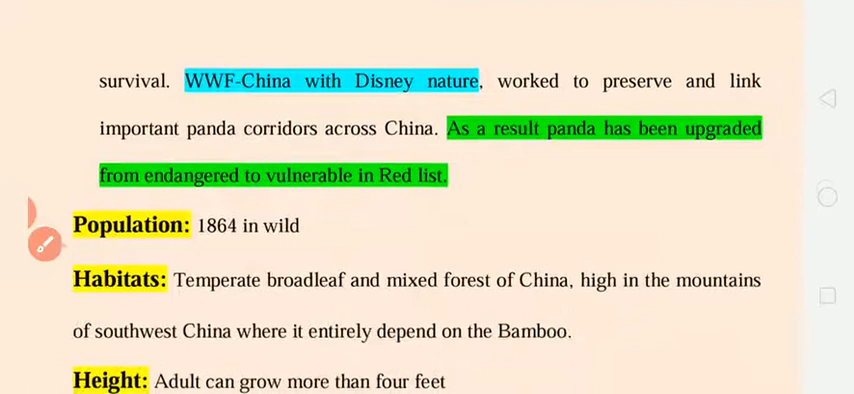 survival. WWF-China with Disney nature, worked to preserve and link
important panda corridors across China. As a result panda has been upgraded
from endangered to vulnerable in Red list.
Population: 1864 in wild
Habitats: Temperate broadleaf and mixed forest of China, high in the mountains
of southwest China where it entirely depend on the Bamboo.
Height: Adult can grow more than four feet